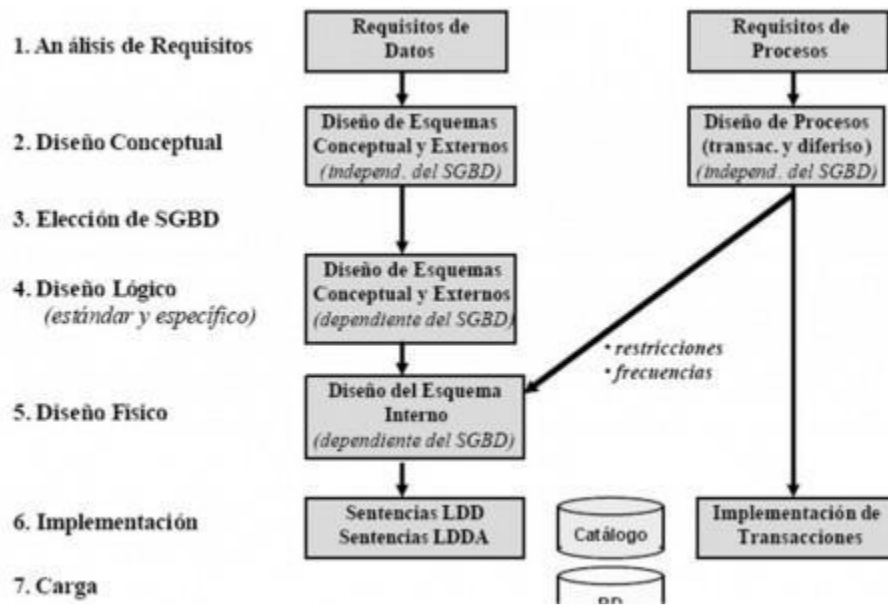 1. Análisis de Requisitos
Requisitos de
Datos
Requisitos de
Procesos
2. Diseño Conceptual
Diseño de Esquemas
Conceptual y Externos
(independ. del SGBD)
Diseño de Procesos
(transac. y diferiso)
(independ. del SGBD)
3. Elección de SGBD
4. Diseño Lógico
(estándar y específico)
Diseño de Esquemas
Conceptual y Externos
(dependiente del SGBD)
• restricciones
• frecuencias
5. Diseño Físico
Diseño del Esquema
Interno
(dependiente del SGBD)
6. Implementación
Sentencias LDD
Sentencias LDDA
Catálogo
Implementación de
Transacciones
7. Carga
BD